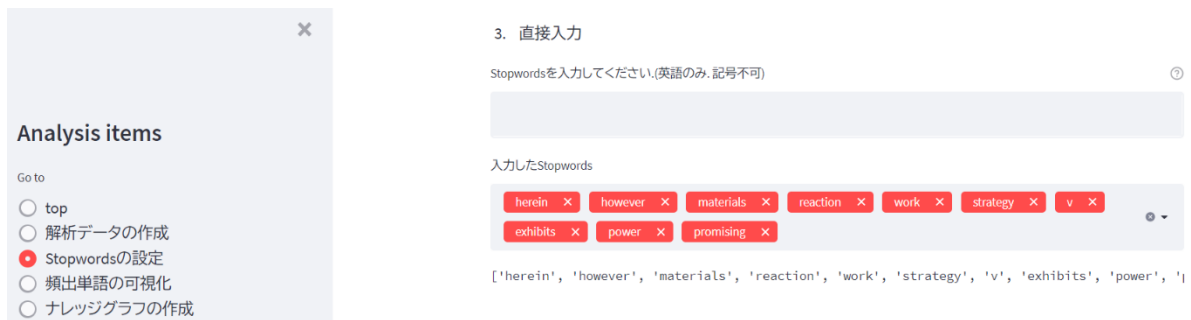 Analysis items
Go to
top
解析データの作成
Stopwordsの設定
頻出単語の可視化
ナレッジグラフの作成
3. 直接入力
Stopwordsを入力してください.(英語のみ. 記号不可)
入力したStopwords
herein × however × materials × reaction × work × strategy × v ×
exhibits × power × promising ×
['herein', 'however', 'materials', 'reaction', 'work', 'strategy', 'v', 'exhibits', 'power', '